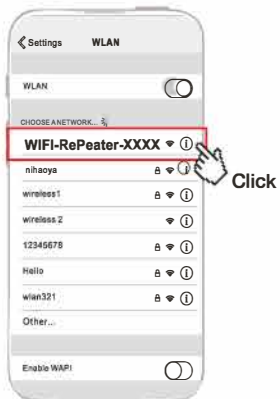 Settings WLAN
WLAN
CHOOSE A NETWORK...
WIFI-RePeater-XXXX
nihaoya
Click
wireless1
wireless 2
12345678
Hello
wlan321
Other...
Enable WAPI